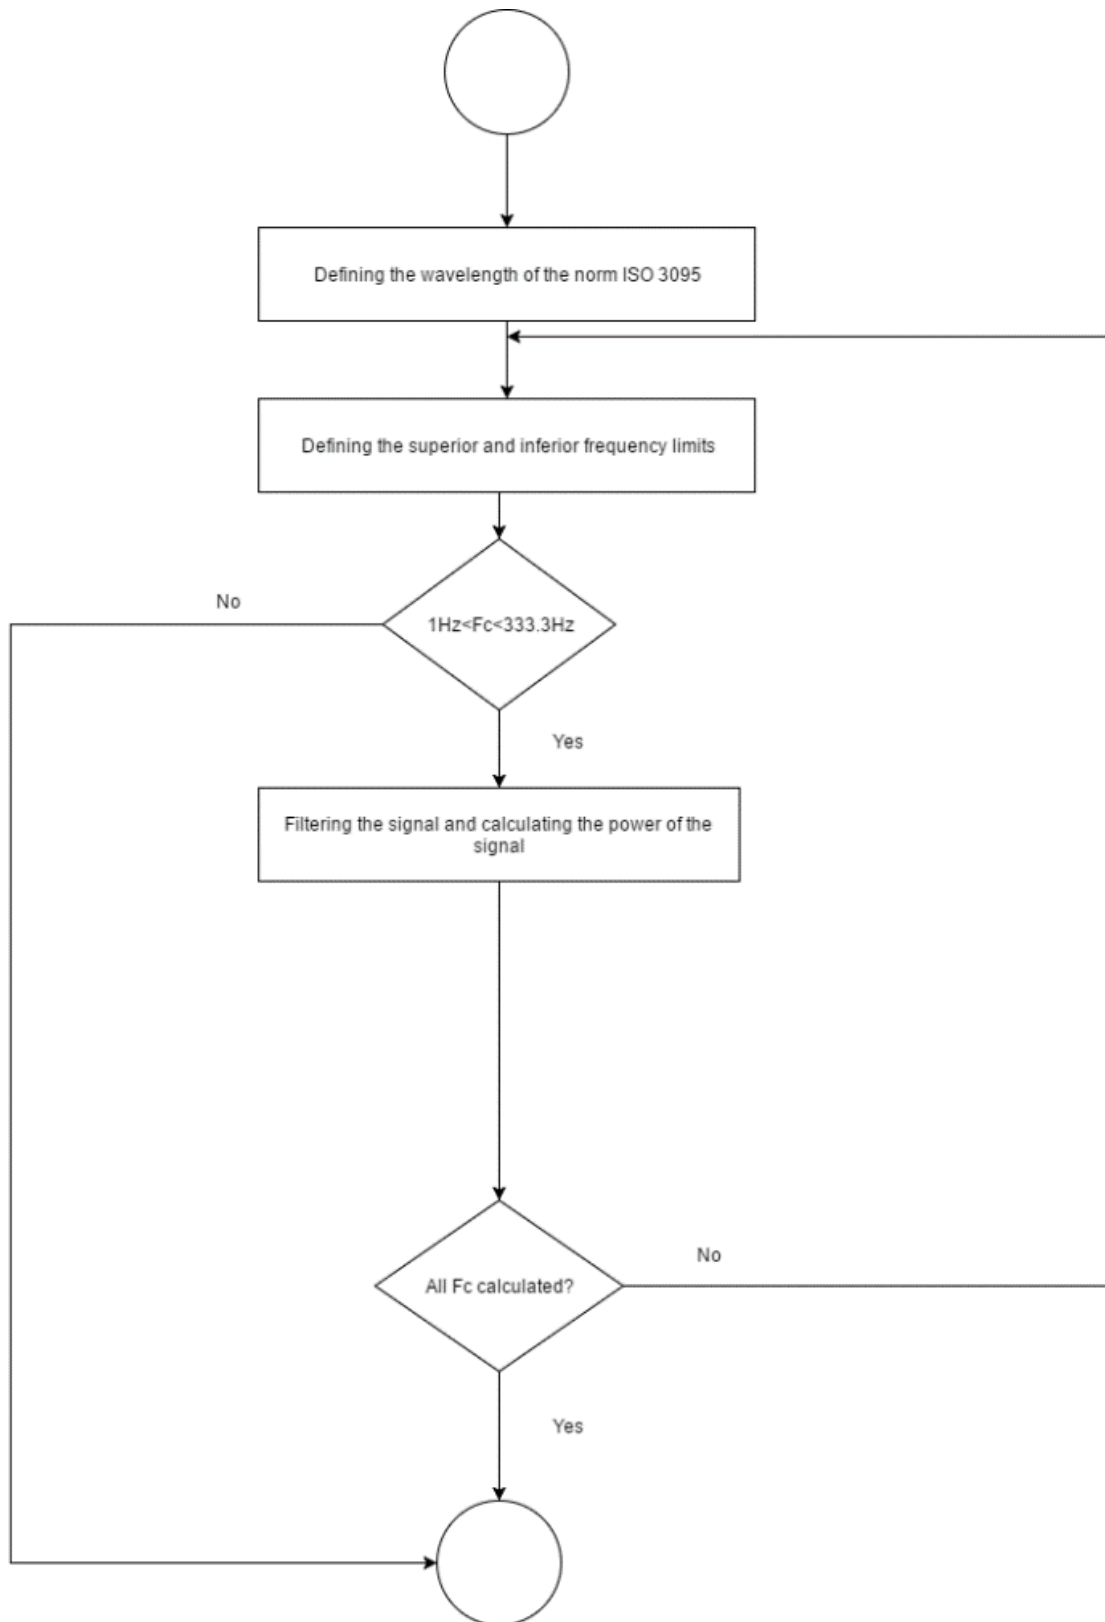 Defining the wavelength of the norm ISO 3095
Defining the superior and inferior frequency limits
No
1Hz<Fc<333.3Hz
Yes
Filtering the signal and calculating the power of the
signal
No
All Fc calculated?
Yes